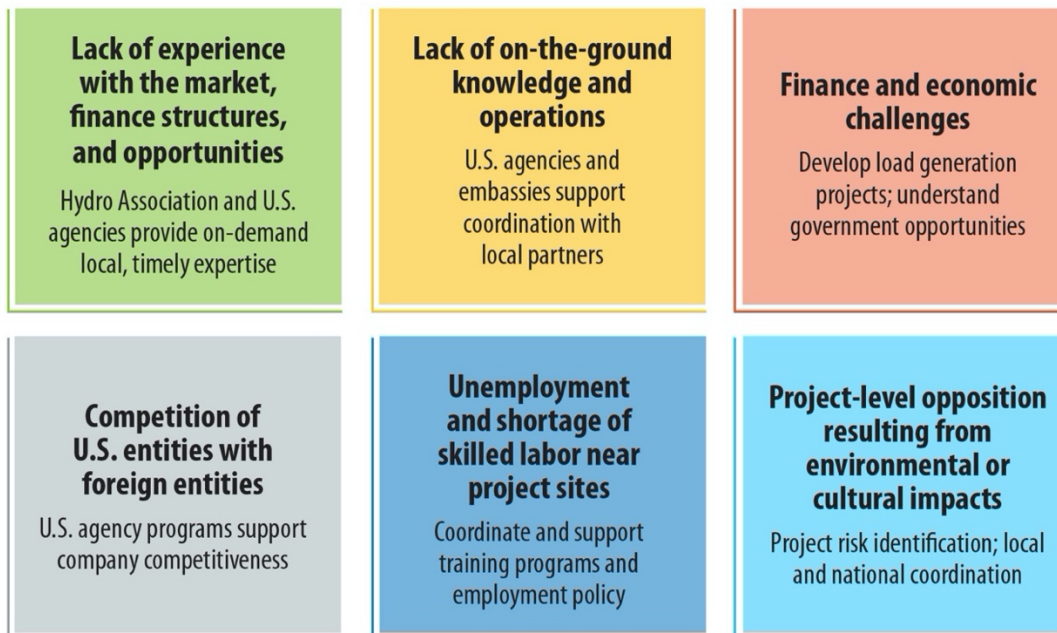 Lack of experience
with the market,
finance structures,
and opportunities
Hydro Association and U.S.
agencies provide on-demand
local, timely expertise
Lack of on-the-ground
knowledge and
operations
U.S. agencies and
embassies support
coordination with
local partners
Finance and economic
challenges
Develop load generation
projects; understand
government opportunities
Competition of
U.S. entities with
foreign entities
U.S. agency programs support
company competitiveness
Unemployment
and shortage of
skilled labor near
project sites
Coordinate and support
training programs and
employment policy
Project-level opposition
resulting from
environmental or
cultural impacts
Project risk identification; local
and national coordination